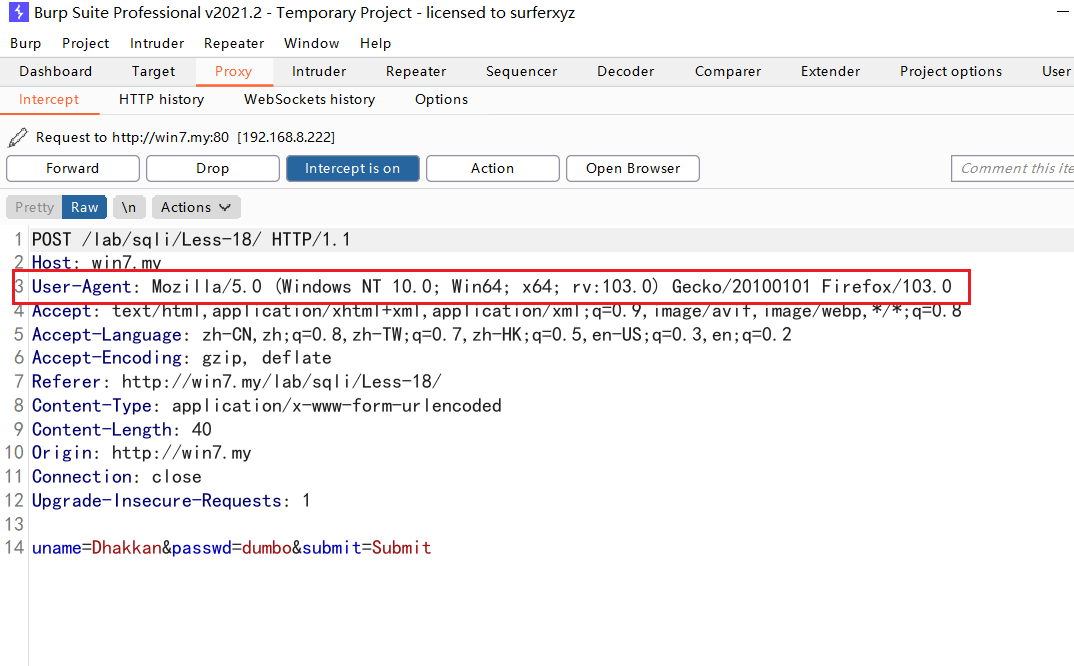 Burp Suite Professional v2021.2 - Temporary Project - licensed to surferxyz
Burp Project Intruder Repeater Window Help
Dashboard Target Proxy Intruder Repeater Sequencer Decoder Comparer Extender Project options User
Intercept HTTP history WebSockets history Options
Request to http://win7.my:80 [192.168.8.222]
Forward Drop Intercept is on Action Open Browser Comment this ite
Pretty Raw \n Actions
1 POST /lab/sqli/Less-18/ HTTP/1.1
2 Host: win7.my
3 User-Agent: Mozilla/5.0 (Windows NT 10.0; Win64; x64; rv:103.0) Gecko/20100101 Firefox/103.0
4 Accept: text/html,application/xhtml+xml,application/xml;q=0.9,image/avif,image/webp,*/*;q=0.8
5 Accept-Language: zh-CN,zh;q=0.8,zh-TW;q=0.7,zh-HK;q=0.5,en-US;q=0.3,en;q=0.2
6 Accept-Encoding: gzip, deflate
7 Referer: http://win7.my/lab/sqli/Less-18/
8 Content-Type: application/x-www-form-urlencoded
9 Content-Length: 40
10 Origin: http://win7.my
11 Connection: close
12 Upgrade-Insecure-Requests: 1
13
14 uname=Dhakkan&passwd=dumbo&submit=Submit